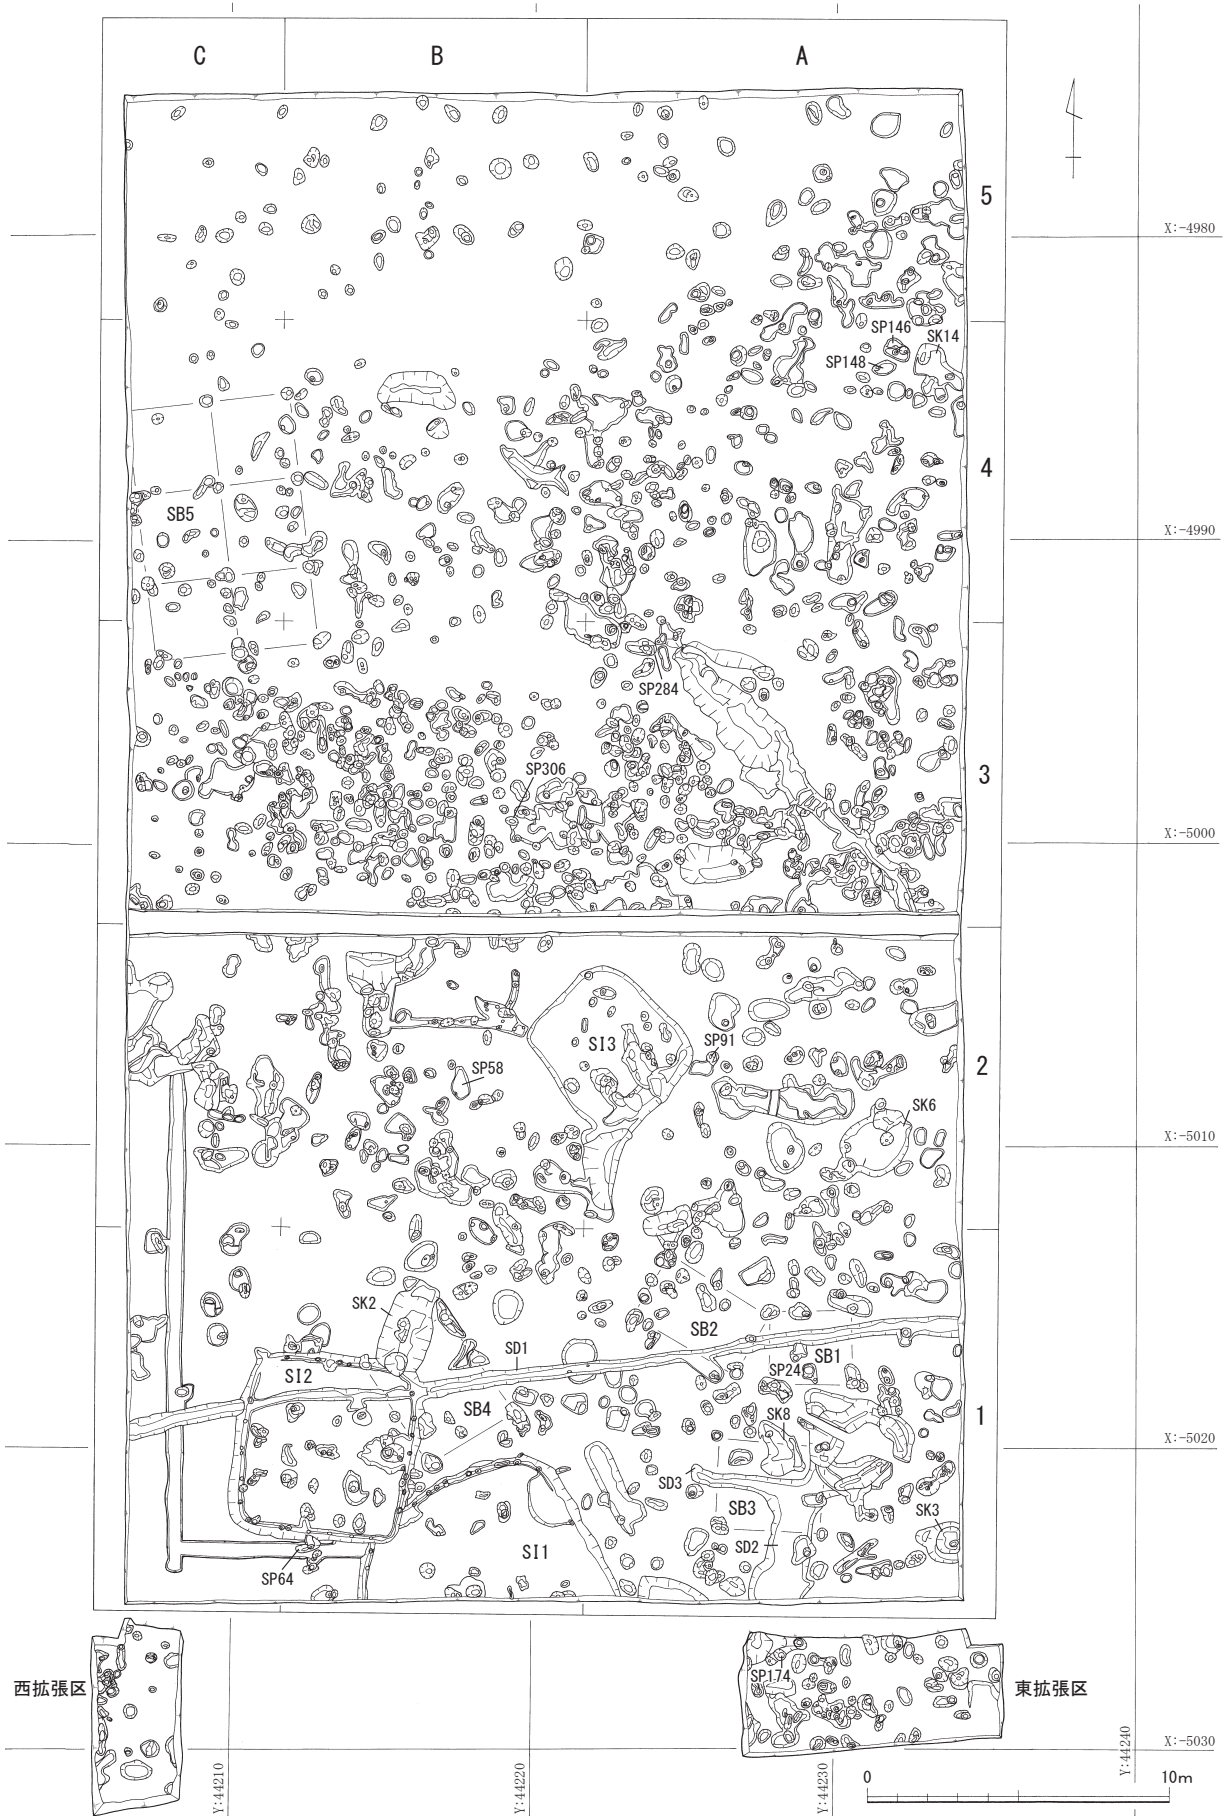 C
B
A
5
X:-4980
SP146
SK14
SP148
4
SB5
X:-4990
SP284
SP306
3
X:-5000
SI3
SP91
SP58
2
SK6
X:-5010
SK2
SB2
SD1
SI2
SB1
SP24
SB4
SK8
1
X:-5020
SD3
SB3
SK3
SI1
SD2
SP64
西拡張区
SP174
東拡張区
X:-5030
Y:44210
Y:44220
Y:44230
Y:44240
0
10m